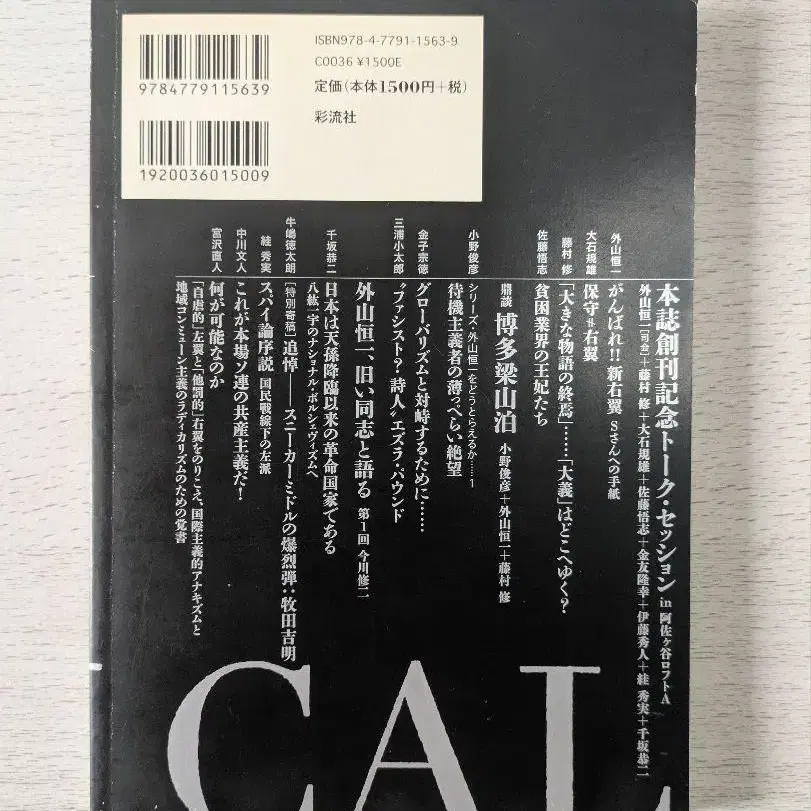 ISBN978-4-7791-1563-9
C0036 ¥1500E
定価(本体1500円+税)
彩流社
9784779115639
1920036015009
本誌創刊記念トーク・セッション in 阿佐ヶ谷ロフトA
外山恒一[司会]+藤村 修+大石規雄+佐藤悟志+金友隆幸+伊藤秀人+絓 秀実+千坂恭二
外山恒一 がんばれ!! 新右翼 Sさんへの手紙
大石規雄 保守≠右翼
藤村 修 「大きな物語の終焉」……「大義」はどこへゆく?
佐藤悟志 貧困業界の王妃たち
鼎談 博多梁山泊 小野俊彦+外山恒一+藤村 修
シリーズ・外山恒一をどうとらえるか……1
小野俊彦 待機主義者の薄っぺらい絶望
金子宗徳 グローバリズムと対峙するために……
三浦小太郎 “ファシスト?詩人”エズラ・パウンド
外山恒一、旧い同志と語る 第1回 今川修二
千坂恭二 日本は天孫降臨以来の革命国家である
八紘一宇のナショナル・ボルシェヴィズムへ
牛嶋徳太朗 [特別寄稿] 追悼——スニーカーミドルの爆烈弾:牧田吉明
絓 秀実 スパイ論序説 国民戦線下の左派
中川文人 これが本場ソ連の共産主義だ!
宮沢直人 何が可能なのか
「自虐的」左翼と「他罰的」右翼をのりこえ、国際主義的アナキズムと
地域コンミューン主義のラディカリズムのための覚書
CAL